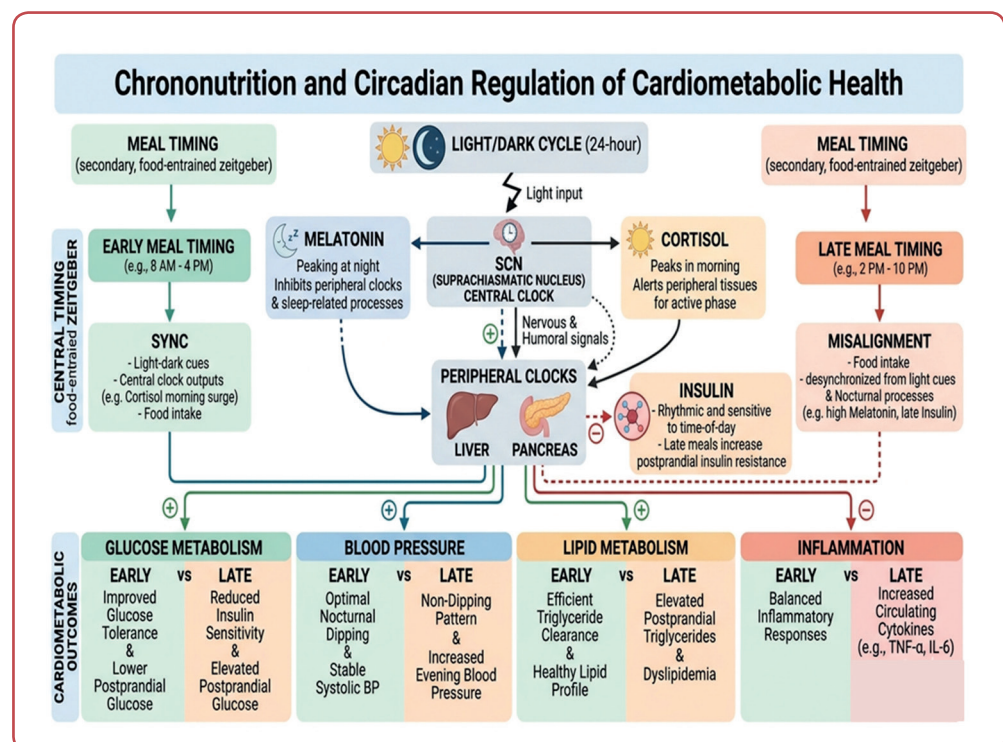 Chrononutrition and Circadian Regulation of Cardiometabolic Health
MEAL TIMING
(secondary, food-entrained zeitgeber)
LIGHT/DARK CYCLE (24-hour)
MEAL TIMING
(secondary, food-entrained zeitgeber)
Light input
CENTRAL TIMING
food-entraied ZEITGEBER
EARLY MEAL TIMING
(e.g., 8 AM - 4 PM)
zz
MELATONIN
Peaking at night
Inhibits peripheral clocks
& sleep-related processes
SCN
(SUPRACHIASMATIC NUCLEUS)
CENTRAL CLOCK
CORTISOL
Peaks in morning
Alerts peripheral tissues
for active phase
LATE MEAL TIMING
(e.g., 2 PM - 10 PM)
SYNC
- Light-dark cues
- Central clock outputs
(e.g. Cortisol morning surge)
- Food intake
+
Nervous &
Humoral signals
PERIPHERAL CLOCKS
LIVER
PANCREAS
−
INSULIN
- Rhythmic and sensitive
to time-of-day
- Late meals increase
postprandial insulin resistance
MISALIGNMENT
- Food intake
- desynchronized from light cues
& Nocturnal processes
(e.g. high Melatonin, late Insulin)
+
+
+
−
CARDIOMETABOLIC
OUTCOMES
GLUCOSE METABOLISM
EARLY vs LATE
Improved
Glucose
Tolerance
&
Lower
Postprandial
Glucose
Reduced
Insulin
Sensitivity
&
Elevated
Postprandial
Glucose
BLOOD PRESSURE
EARLY vs LATE
Optimal
Nocturnal
Dipping
&
Stable
Systolic BP
Non-Dipping
Pattern
&
Increased
Evening Blood
Pressure
LIPID METABOLISM
EARLY vs LATE
Efficient
Triglyceride
Clearance
&
Healthy Lipid
Profile
Elevated
Postprandial
Triglycerides
&
Dyslipidemia
INFLAMMATION
EARLY vs LATE
Balanced
Inflammatory
Responses
Increased
Circulating
Cytokines
(e.g., TNF-α, IL-6)